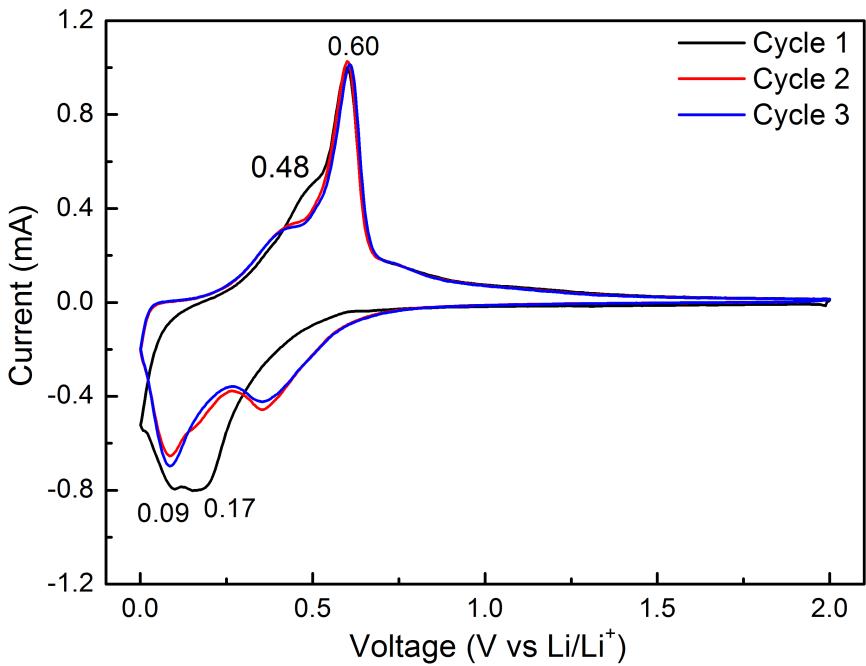 Cycle 1
Cycle 2
Cycle 3
0.60
0.48
0.09
0.17
1.2
0.8
0.4
0.0
-0.4
-0.8
-1.2
Current (mA)
0.0 0.5 1.0 1.5 2.0
Voltage (V vs Li/Li⁺)